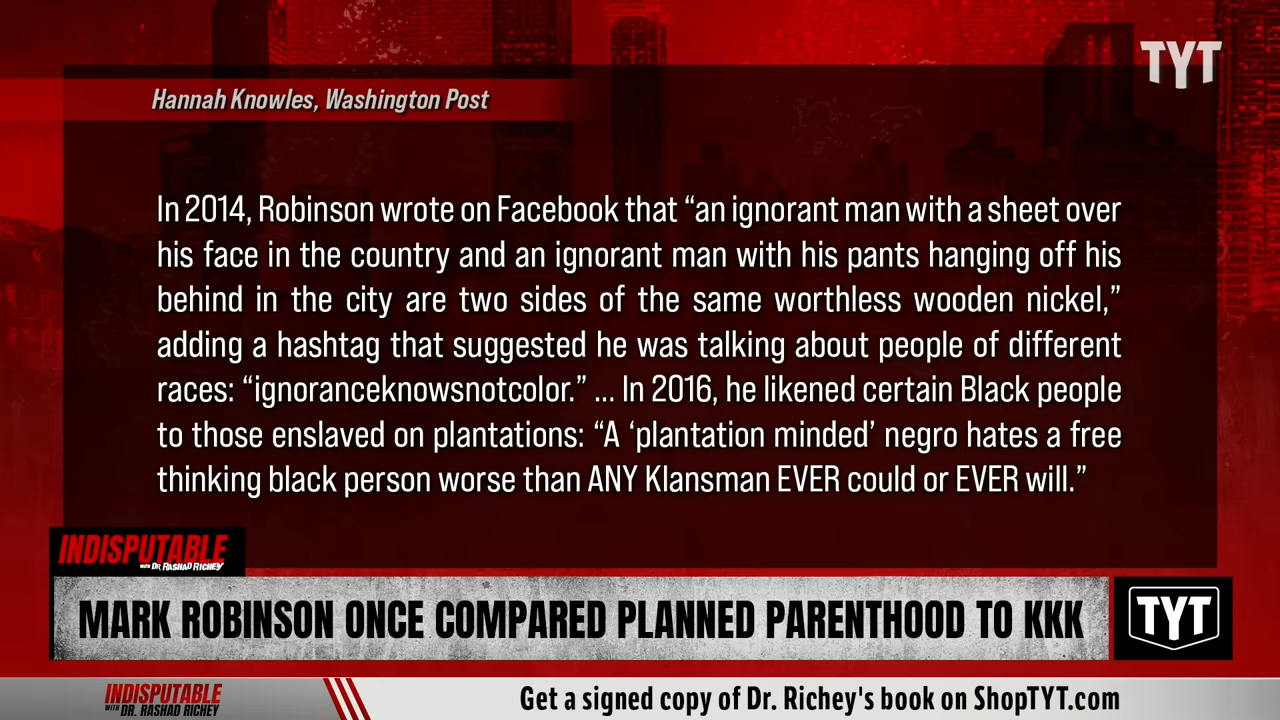 TYT
Hannah Knowles, Washington Post
In 2014, Robinson wrote on Facebook that “an ignorant man with a sheet over
his face in the country and an ignorant man with his pants hanging off his
behind in the city are two sides of the same worthless wooden nickel,”
adding a hashtag that suggested he was talking about people of different
races: “ignoranceknowsnotcolor.” ... In 2016, he likened certain Black people
to those enslaved on plantations: “A ‘plantation minded’ negro hates a free
thinking black person worse than ANY Klansman EVER could or EVER will.”
INDISPUTABLE
WITH DR. RASHAD RICHEY
MARK ROBINSON ONCE COMPARED PLANNED PARENTHOOD TO KKK
TYT
INDISPUTABLE
WITH DR. RASHAD RICHEY
Get a signed copy of Dr. Richey's book on ShopTYT.com